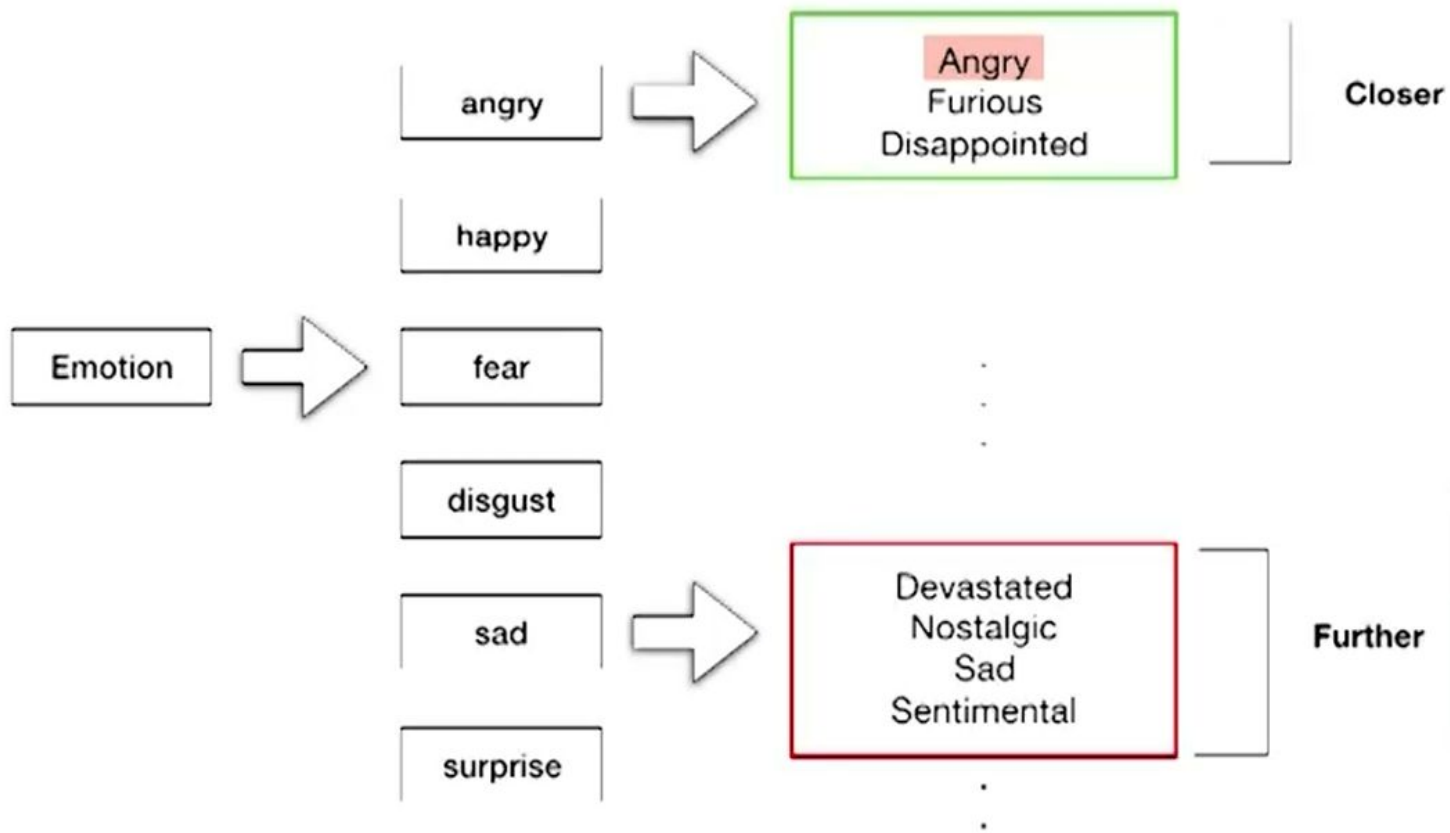 Emotion
angry
happy
fear
disgust
sad
surprise
Angry
Furious
Disappointed
Closer
Devastated
Nostalgic
Sad
Sentimental
Further